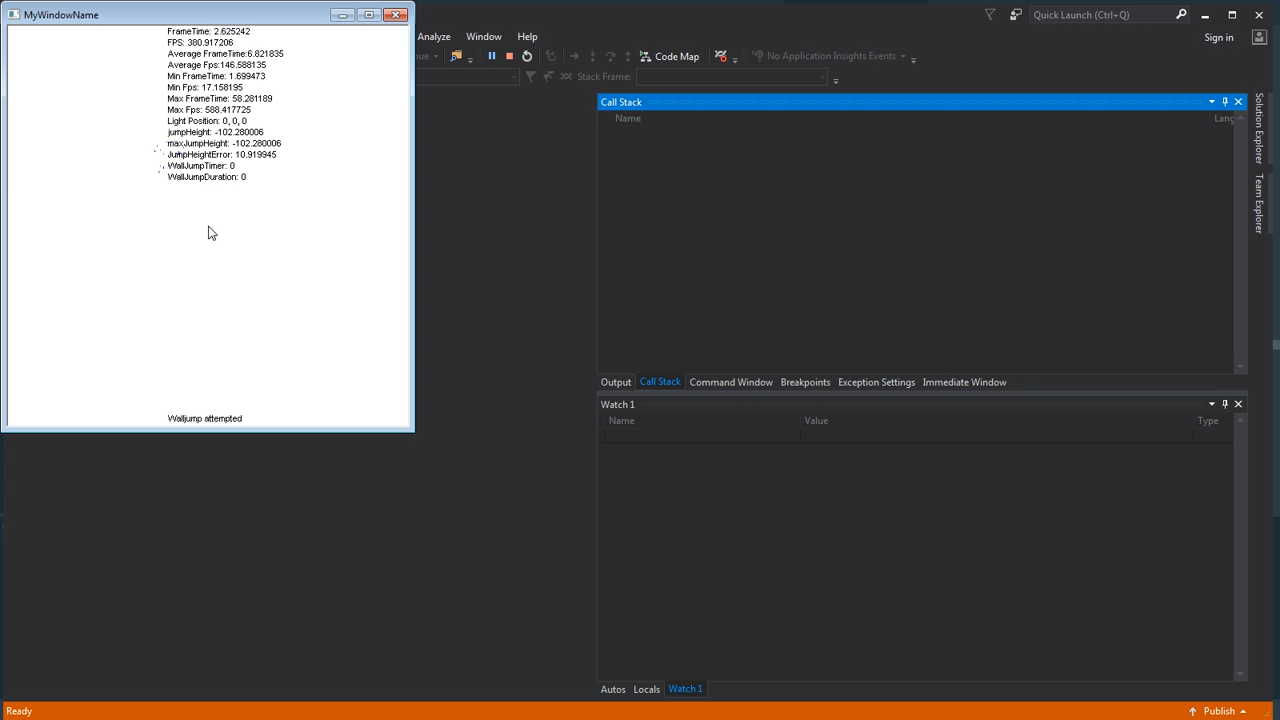 MyWindowName
FrameTime: 2.625242
FPS: 380.917206
Average FrameTime:6.821835
Average Fps:146.588135
Min FrameTime: 1.699473
Min Fps: 17.158195
Max FrameTime: 58.281189
Max Fps: 588.417725
Light Position: 0, 0, 0
jumpHeight: -102.280006
maxJumpHeight: -102.280006
JumpHeightError: 10.919945
WallJumpTimer: 0
WallJumpDuration: 0
Walljump attempted
Quick Launch (Ctrl+Q)
Analyze Window Help
Sign in
Code Map
No Application Insights Events
Stack Frame:
Call Stack
Name
Lang
Output Call Stack Command Window Breakpoints Exception Settings Immediate Window
Watch 1
Name Value Type
Autos Locals Watch 1
Solution Explorer
Team Explorer
Ready
Publish